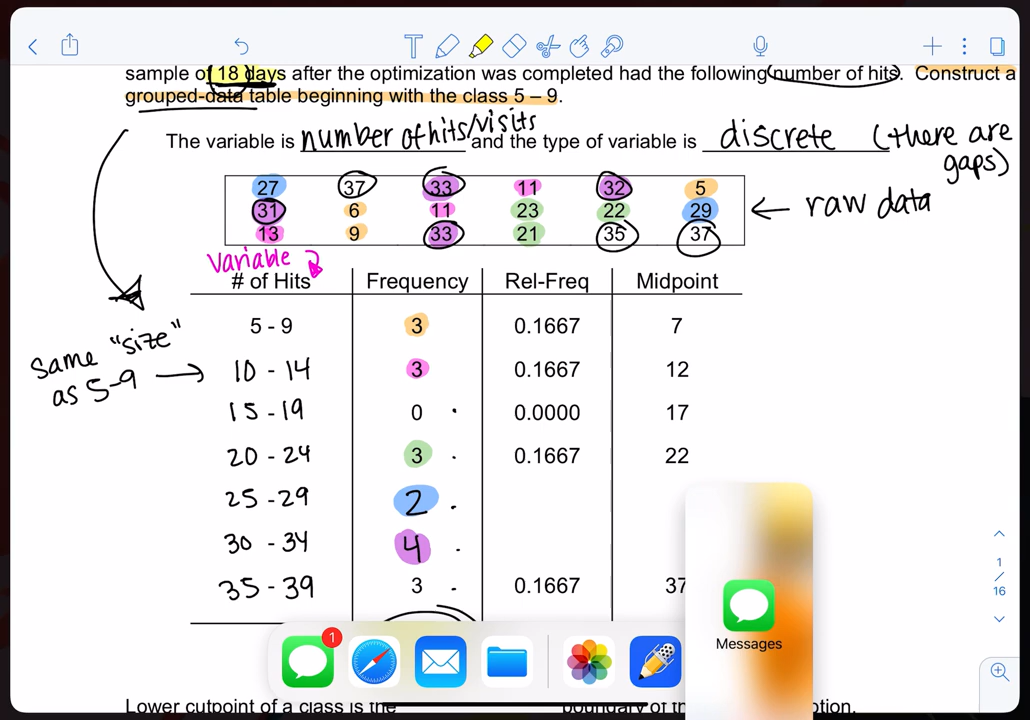 sample of 18 days after the optimization was completed had the following number of hits. Construct a
grouped-data table beginning with the class 5 – 9.
The variable is number of hits/visits and the type of variable is discrete (there are gaps)
27 37 33 11 32 5
31 6 11 23 22 29
13 9 33 21 35 37
← raw data
Variable
# of Hits Frequency Rel-Freq Midpoint
5 - 9 3 0.1667 7
same "size" as 5-9 →
10 - 14 3 0.1667 12
15 - 19 0 0.0000 17
20 - 24 3 0.1667 22
25 - 29 2
30 - 34 4
35 - 39 3 0.1667 37
1
Messages
1
/
16
Lower cutpoint of a class is the